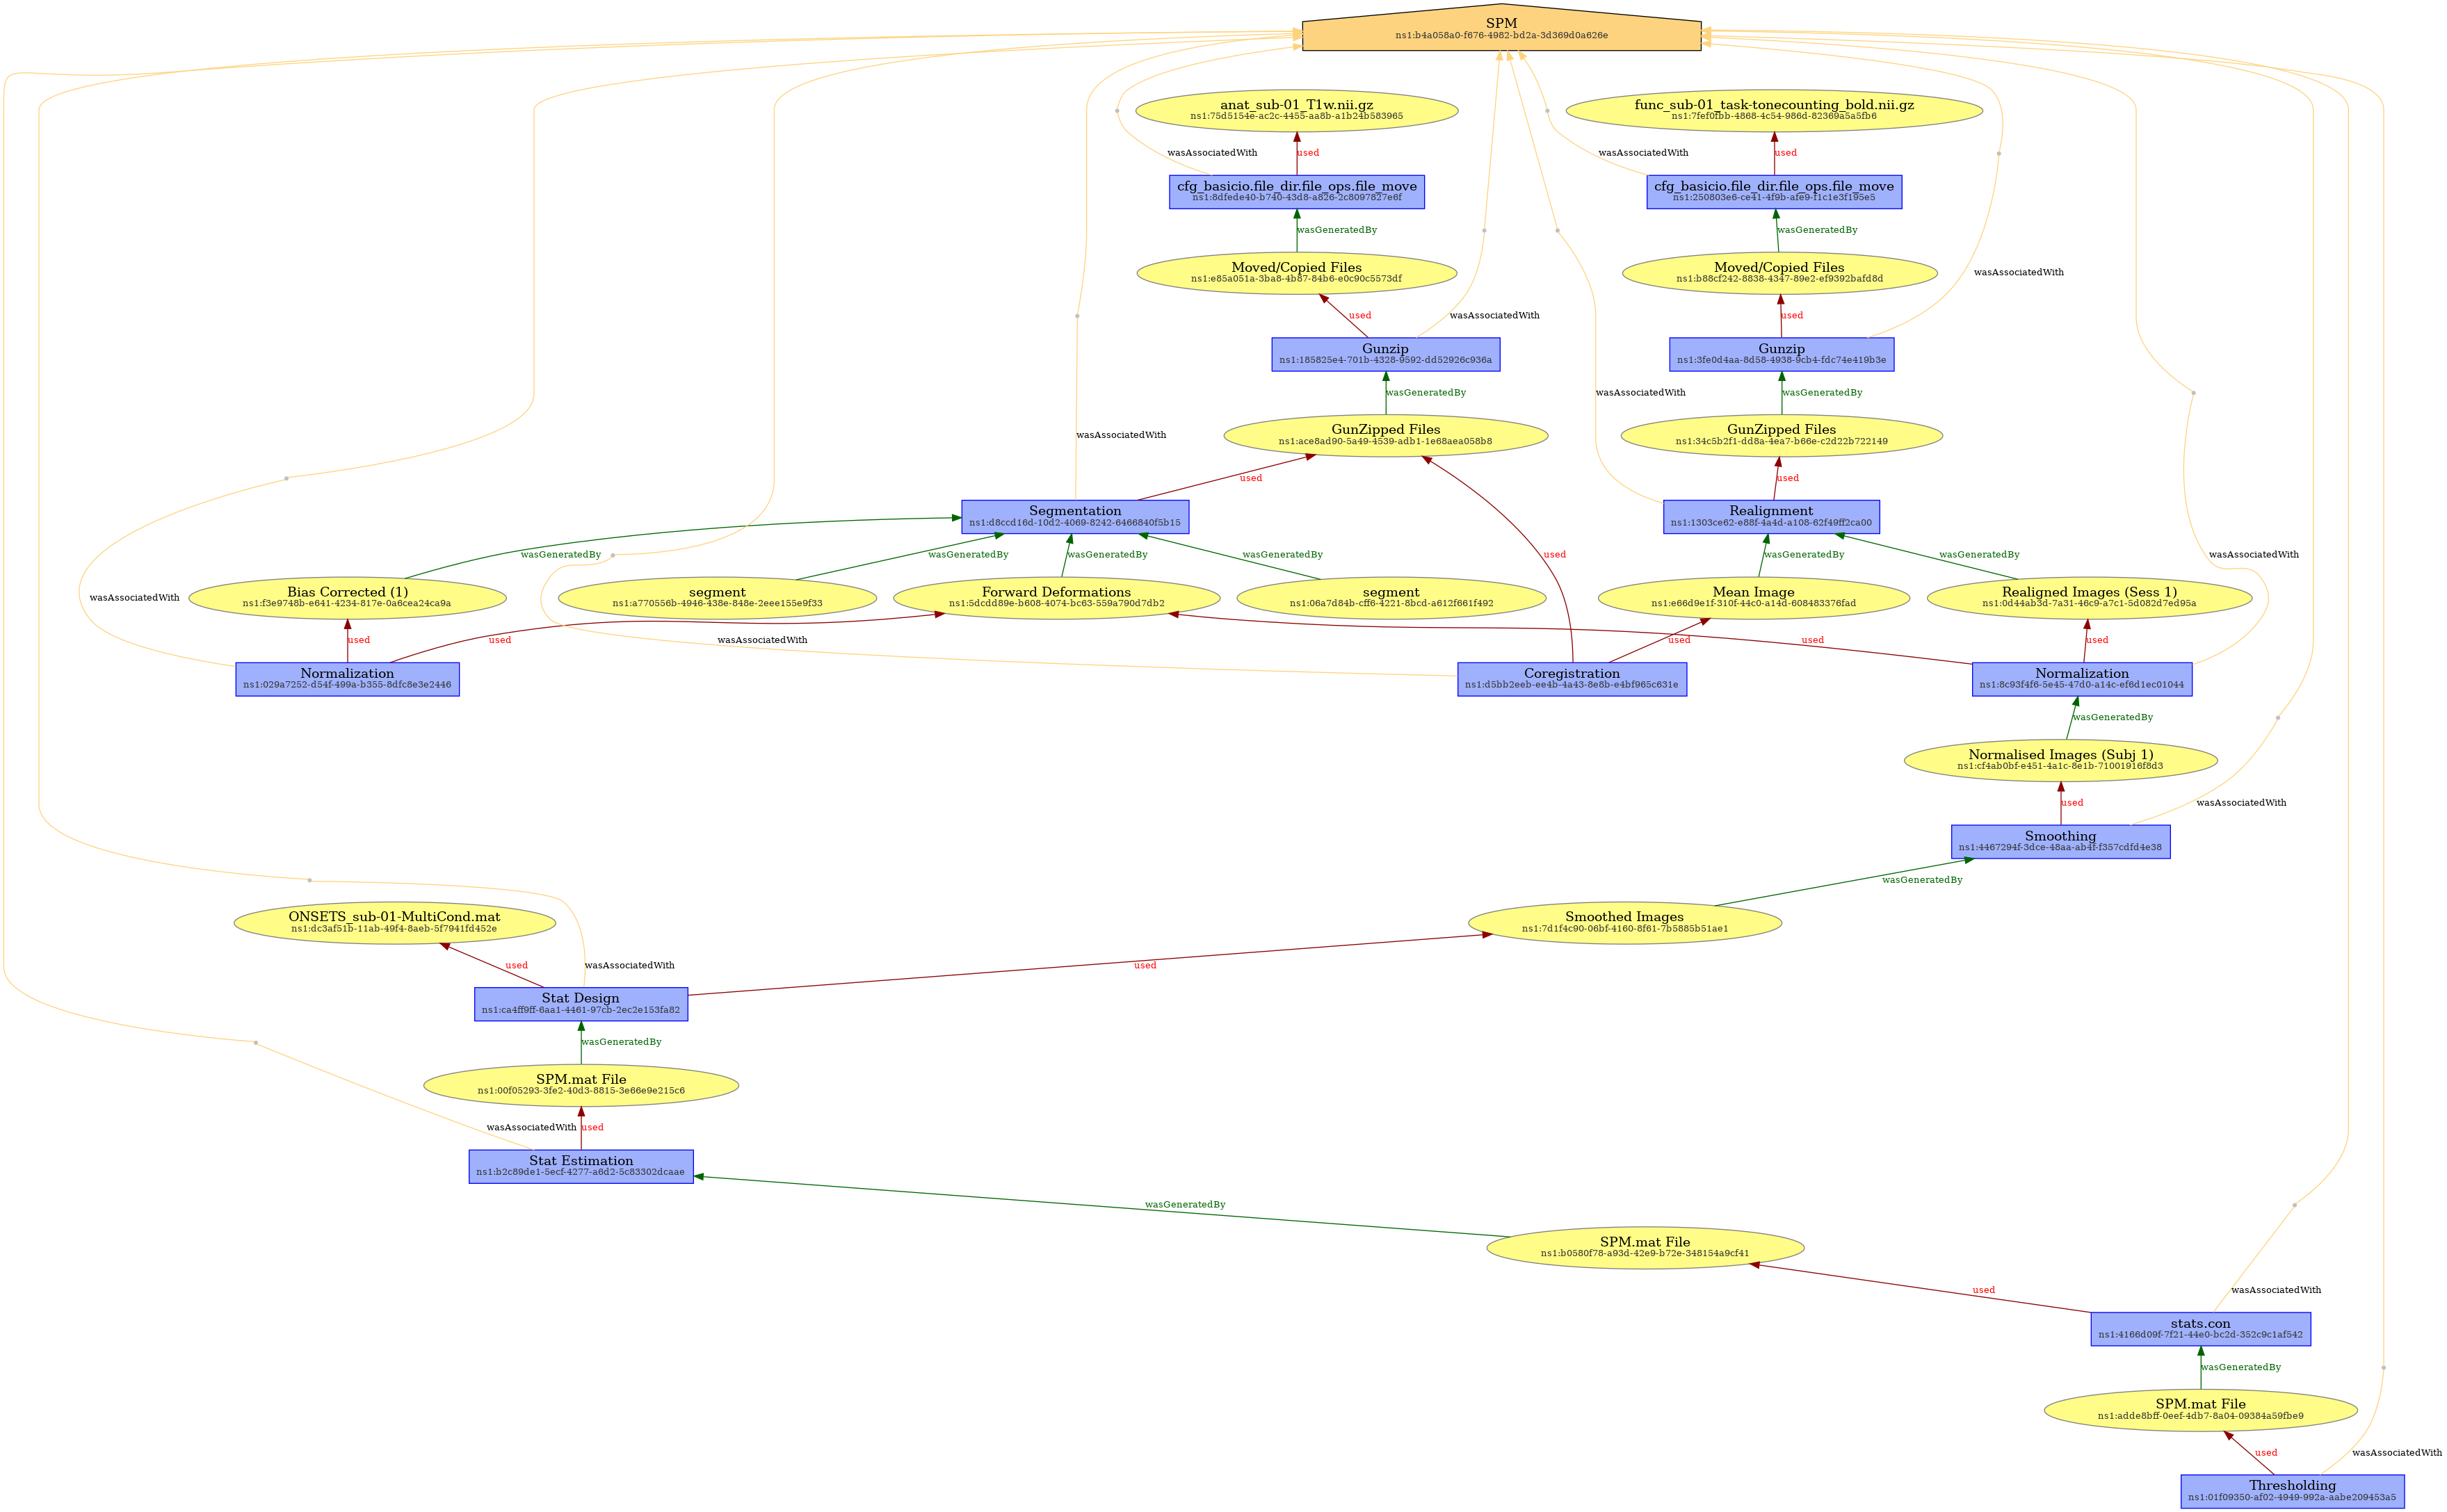 SPM
ns1:b4a058a0-f676-4982-bd2a-3d369d0a626e
anat_sub-01_T1w.nii.gz
ns1:75d5154e-ac2c-4455-aa8b-a1b24b583965
func_sub-01_task-tonecounting_bold.nii.gz
ns1:7fef0fbb-4868-4c54-986d-82369a5a5fb6
wasAssociatedWith
used
wasAssociatedWith
used
cfg_basicio.file_dir.file_ops.file_move
ns1:8dfede40-b740-43d8-a826-2c8097827e6f
cfg_basicio.file_dir.file_ops.file_move
ns1:250803e6-ce41-4f9b-afe9-f1c1e3f195e5
wasGeneratedBy
wasGeneratedBy
Moved/Copied Files
ns1:e85a051a-3ba8-4b87-84b6-e0c90c5573df
Moved/Copied Files
ns1:b88cf242-8838-4347-89e2-ef9392bafd8d
wasAssociatedWith
used
wasAssociatedWith
used
Gunzip
ns1:185825e4-701b-4328-9592-dd52926c936a
Gunzip
ns1:3fe0d4aa-8d58-4938-9cb4-fdc74e419b3e
wasGeneratedBy
wasAssociatedWith
wasGeneratedBy
GunZipped Files
ns1:ace8ad90-5a49-4539-adb1-1e68aea058b8
GunZipped Files
ns1:34c5b2f1-dd8a-4ea7-b66e-c2d22b722149
wasAssociatedWith
used
used
Segmentation
ns1:d8ccd16d-10d2-4069-8242-6466840f5b15
Realignment
ns1:1303ce62-e88f-4a4d-a108-62f49ff2ca00
wasGeneratedBy
wasGeneratedBy
wasGeneratedBy
wasGeneratedBy
used
wasGeneratedBy
wasGeneratedBy
wasAssociatedWith
wasAssociatedWith
Bias Corrected (1)
ns1:f3e9748b-e641-4234-817e-0a6cea24ca9a
segment
ns1:a770556b-4946-438e-848e-2eee155e9f33
Forward Deformations
ns1:5dcdd89e-b608-4074-bc63-559a790d7db2
segment
ns1:06a7d84b-cff6-4221-8bcd-a612f661f492
Mean Image
ns1:e66d9e1f-310f-44c0-a14d-608483376fad
Realigned Images (Sess 1)
ns1:0d44ab3d-7a31-46c9-a7c1-5d082d7ed95a
used
used
wasAssociatedWith
used
used
used
Normalization
ns1:029a7252-d54f-499a-b355-8dfc8e3e2446
Coregistration
ns1:d5bb2eeb-ee4b-4a43-8e8b-e4bf965c631e
Normalization
ns1:8c93f4f6-5e45-47d0-a14c-ef6d1ec01044
wasGeneratedBy
Normalised Images (Subj 1)
ns1:cf4ab0bf-e451-4a1c-8e1b-71001916f8d3
used
wasAssociatedWith
Smoothing
ns1:4467294f-3dce-48aa-ab4f-f357cdfd4e38
wasGeneratedBy
ONSETS_sub-01-MultiCond.mat
ns1:dc3af51b-11ab-49f4-8aeb-5f7941fd452e
Smoothed Images
ns1:7d1f4c90-06bf-4160-8f61-7b5885b51ae1
used
wasAssociatedWith
used
Stat Design
ns1:ca4ff9ff-6aa1-4461-97cb-2ec2e153fa82
wasGeneratedBy
SPM.mat File
ns1:00f05293-3fe2-40d3-8815-3e66e9e215c6
wasAssociatedWith
used
Stat Estimation
ns1:b2c89de1-5ecf-4277-a6d2-5c83302dcaae
wasGeneratedBy
SPM.mat File
ns1:b0580f78-a93d-42e9-b72e-348154a9cf41
used
wasAssociatedWith
stats.con
ns1:4166d09f-7f21-44e0-bc2d-352c9c1af542
wasGeneratedBy
SPM.mat File
ns1:adde8bff-0eef-4db7-8a04-09384a59fbe9
used
wasAssociatedWith
Thresholding
ns1:01f09350-af02-4949-992a-aabe209453a5